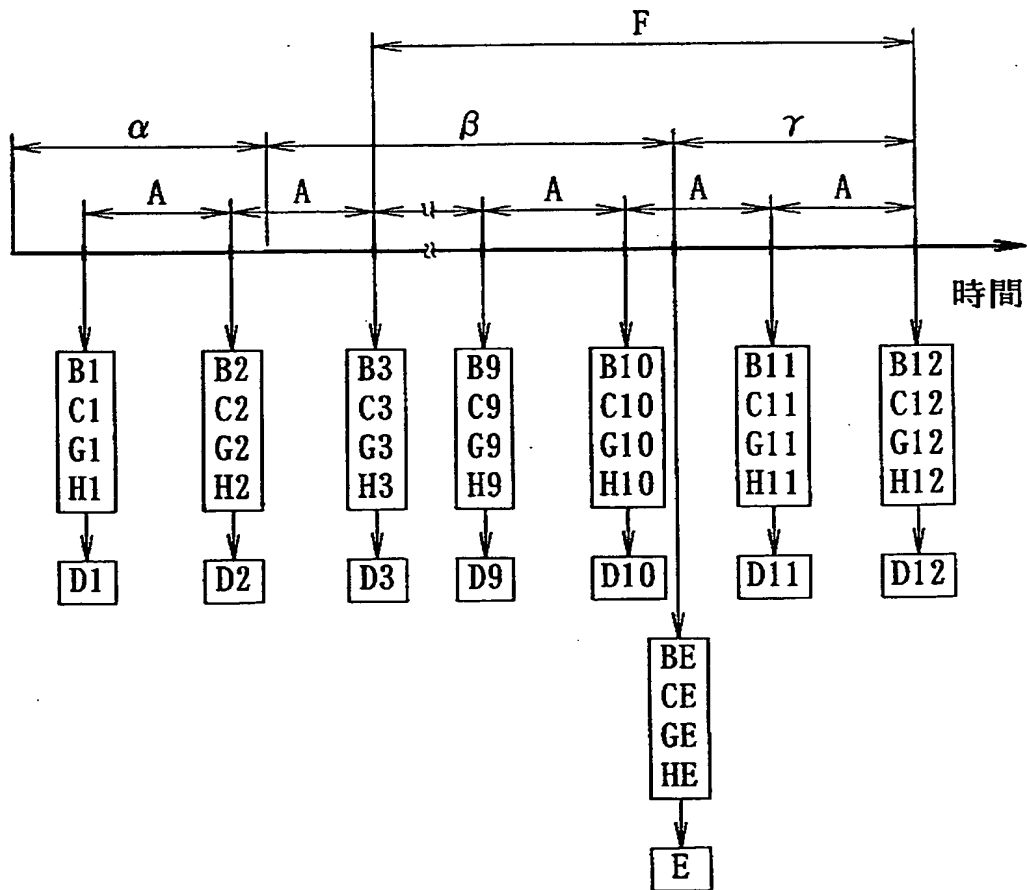 F
α β γ
A A A A A
時間
B1 B2 B3 B9 B10 B11 B12
C1 C2 C3 C9 C10 C11 C12
G1 G2 G3 G9 G10 G11 G12
H1 H2 H3 H9 H10 H11 H12
D1 D2 D3 D9 D10 D11 D12
BE
CE
GE
HE
E